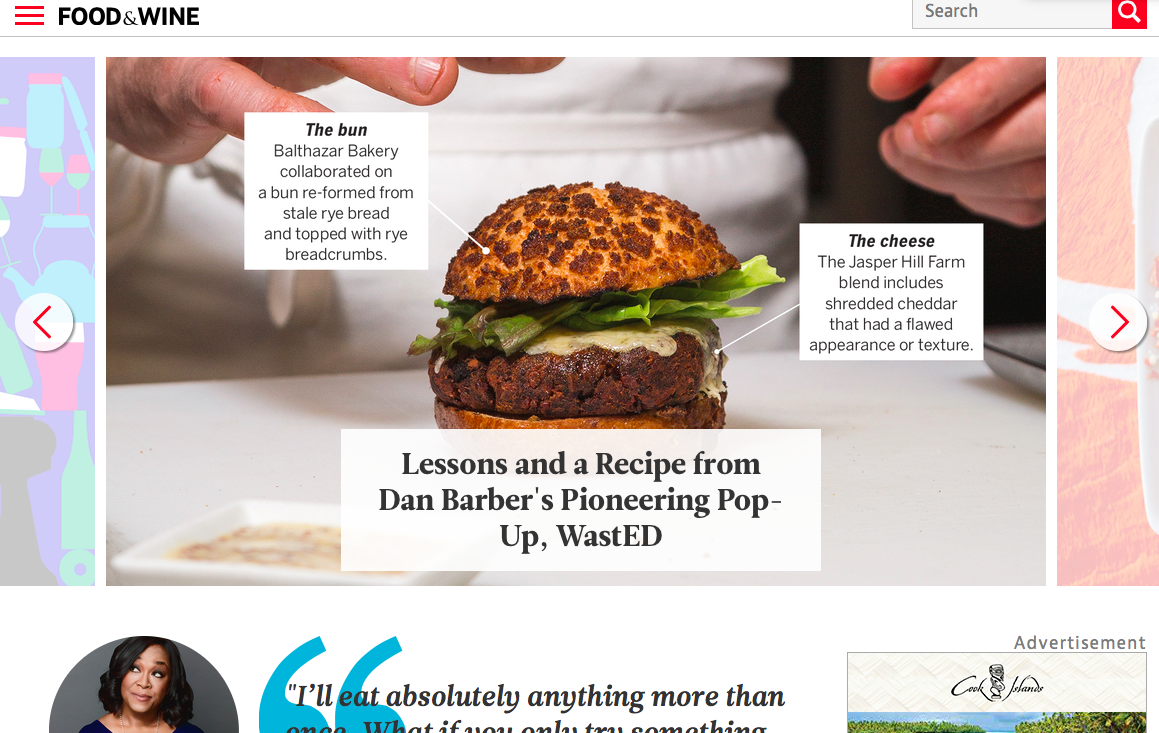 FOOD&WINE
Search
The bun
Balthazar Bakery
collaborated on
a bun re-formed from
stale rye bread
and topped with rye
breadcrumbs.
The cheese
The Jasper Hill Farm
blend includes
shredded cheddar
that had a flawed
appearance or texture.
Lessons and a Recipe from
Dan Barber's Pioneering Pop-
Up, WastED
Advertisement
Cook Islands
"I’ll eat absolutely anything more than
once. What if you only try something